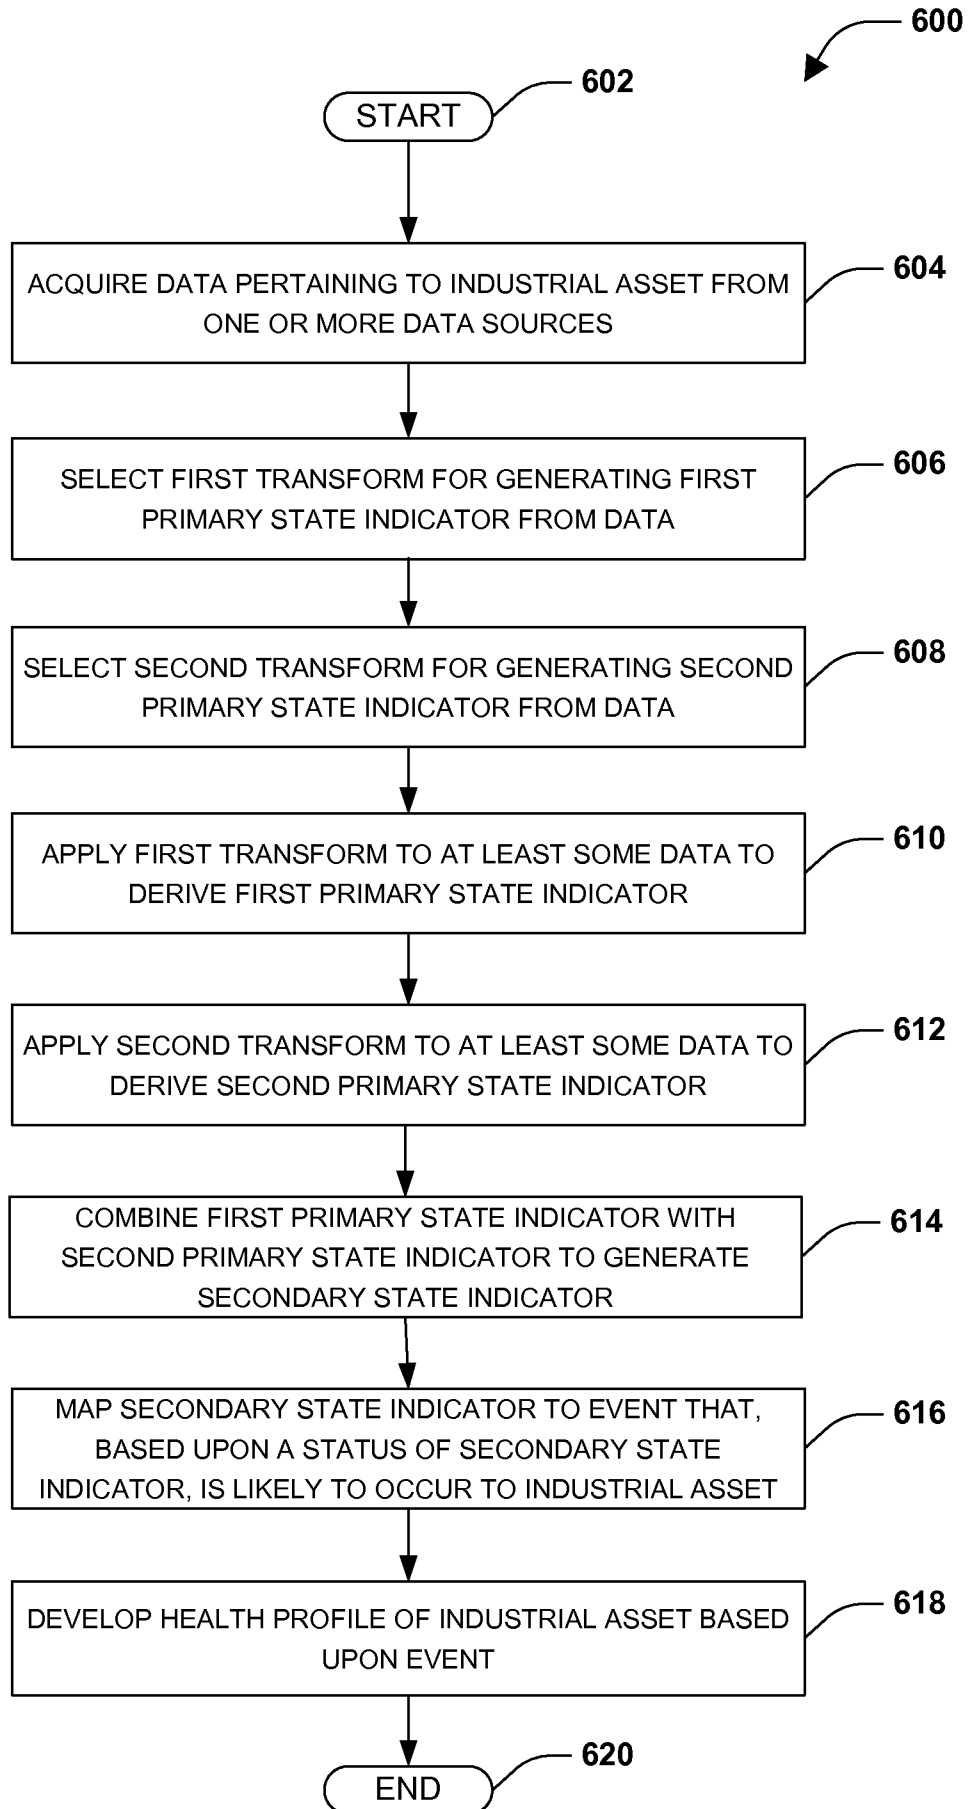 600
602
START
604
ACQUIRE DATA PERTAINING TO INDUSTRIAL ASSET FROM
ONE OR MORE DATA SOURCES
606
SELECT FIRST TRANSFORM FOR GENERATING FIRST
PRIMARY STATE INDICATOR FROM DATA
608
SELECT SECOND TRANSFORM FOR GENERATING SECOND
PRIMARY STATE INDICATOR FROM DATA
610
APPLY FIRST TRANSFORM TO AT LEAST SOME DATA TO
DERIVE FIRST PRIMARY STATE INDICATOR
612
APPLY SECOND TRANSFORM TO AT LEAST SOME DATA TO
DERIVE SECOND PRIMARY STATE INDICATOR
614
COMBINE FIRST PRIMARY STATE INDICATOR WITH
SECOND PRIMARY STATE INDICATOR TO GENERATE
SECONDARY STATE INDICATOR
616
MAP SECONDARY STATE INDICATOR TO EVENT THAT,
BASED UPON A STATUS OF SECONDARY STATE
INDICATOR, IS LIKELY TO OCCUR TO INDUSTRIAL ASSET
618
DEVELOP HEALTH PROFILE OF INDUSTRIAL ASSET BASED
UPON EVENT
620
END